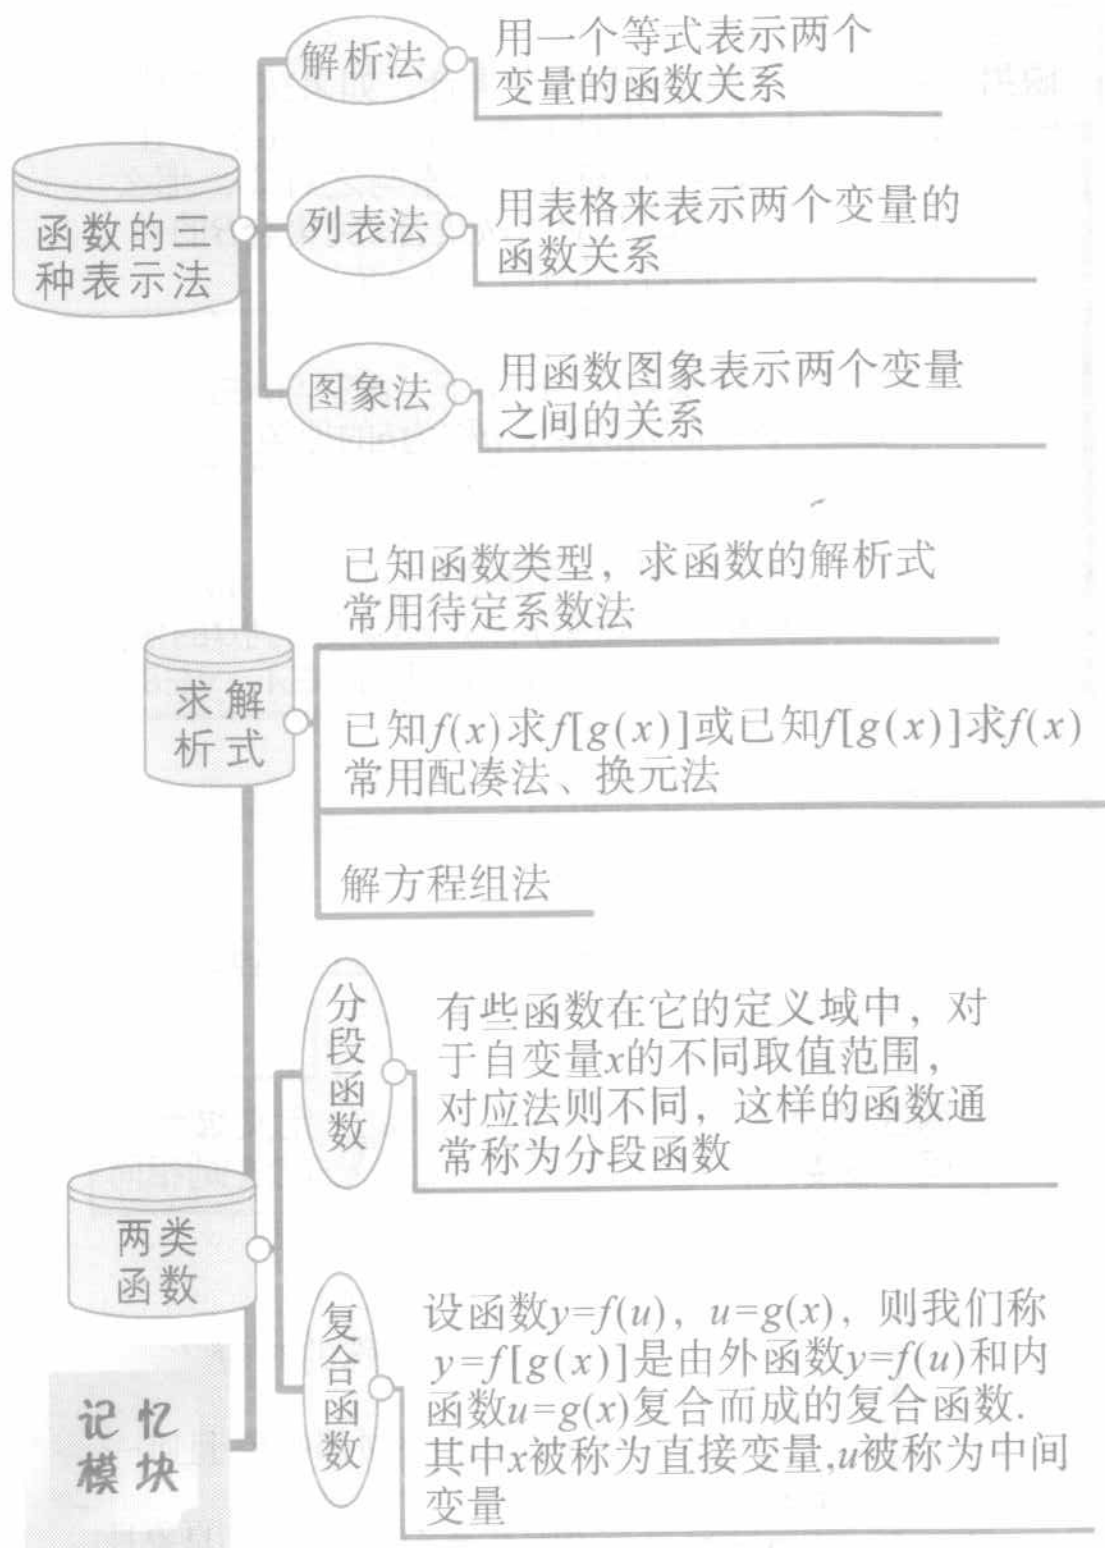 函数的三
种表示法
解析法
用一个等式表示两个
变量的函数关系
列表法
用表格来表示两个变量的
函数关系
图象法
用函数图象表示两个变量
之间的关系
求解
析式
已知函数类型，求函数的解析式
常用待定系数法
已知f(x)求f[g(x)]或已知f[g(x)]求f(x)
常用配凑法、换元法
解方程组法
两类
函数
分段函数
有些函数在它的定义域中，对
于自变量x的不同取值范围，
对应法则不同，这样的函数通
常称为分段函数
复合函数
设函数y=f(u)，u=g(x)，则我们称
y=f[g(x)]是由外函数y=f(u)和内
函数u=g(x)复合而成的复合函数.
其中x被称为直接变量,u被称为中间
变量
记忆
模块